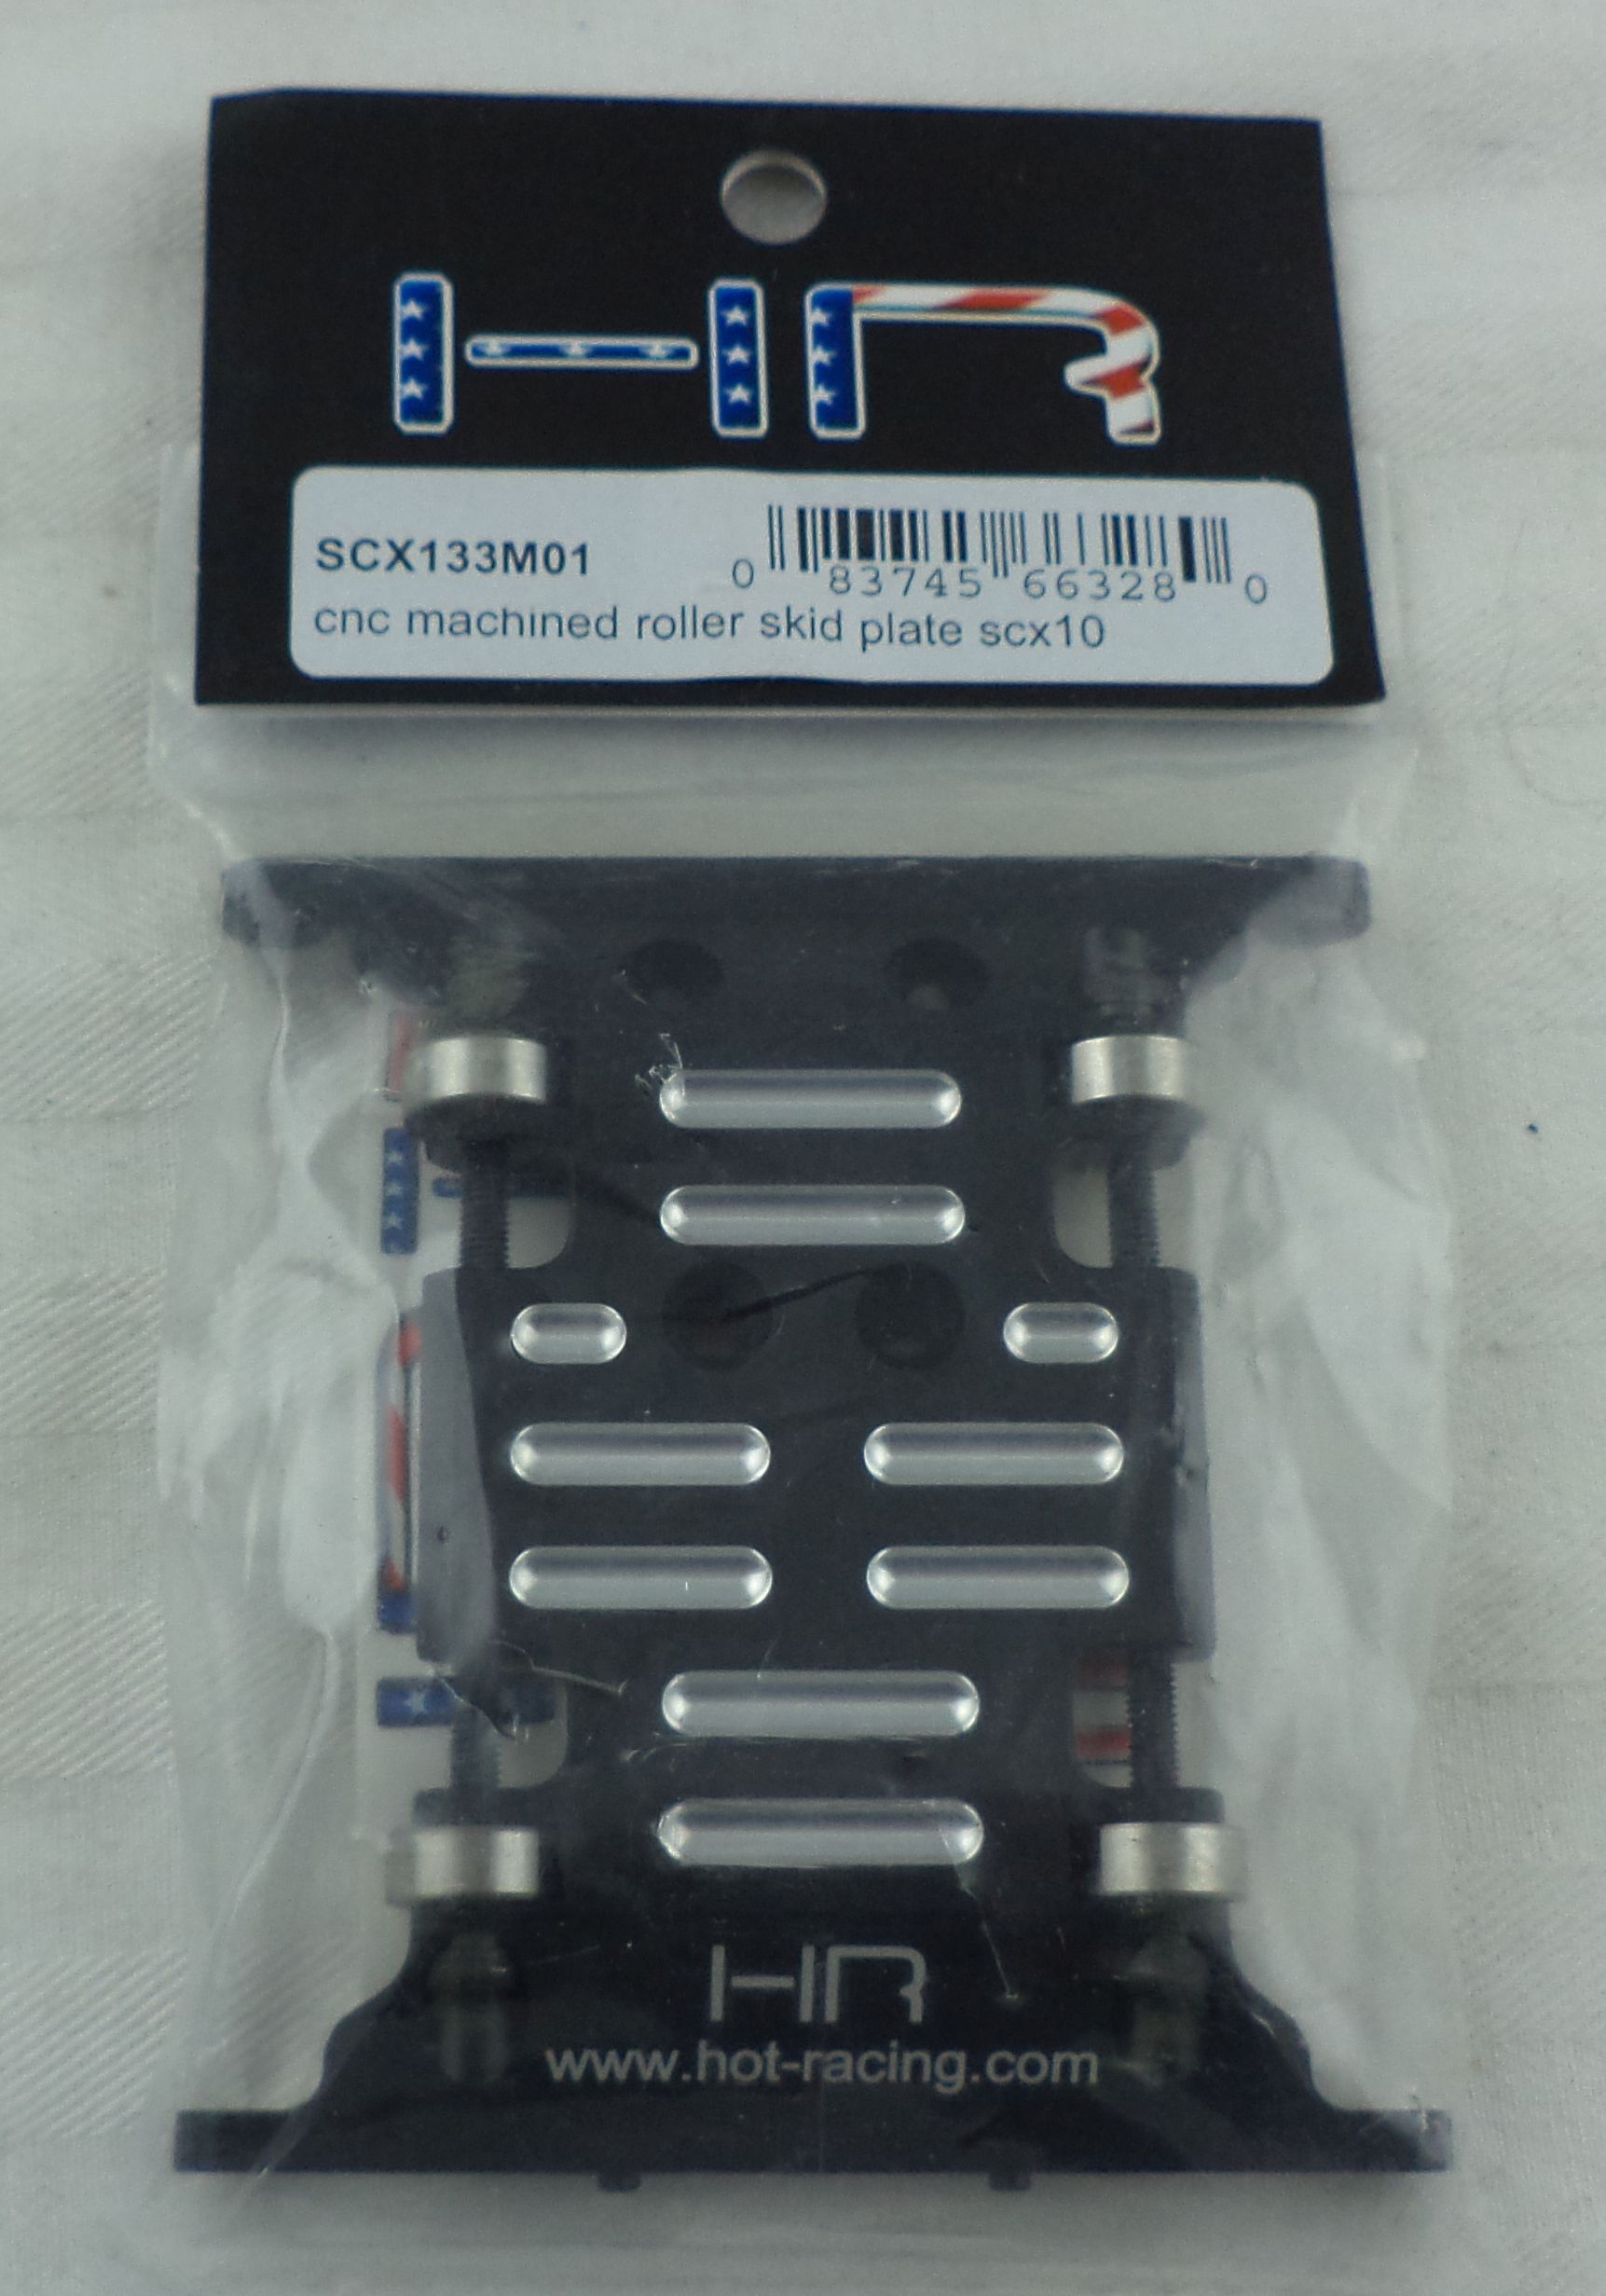 HR
SCX133M01
0 83745 66328 0
cnc machined roller skid plate scx10
HR
www.hot-racing.com